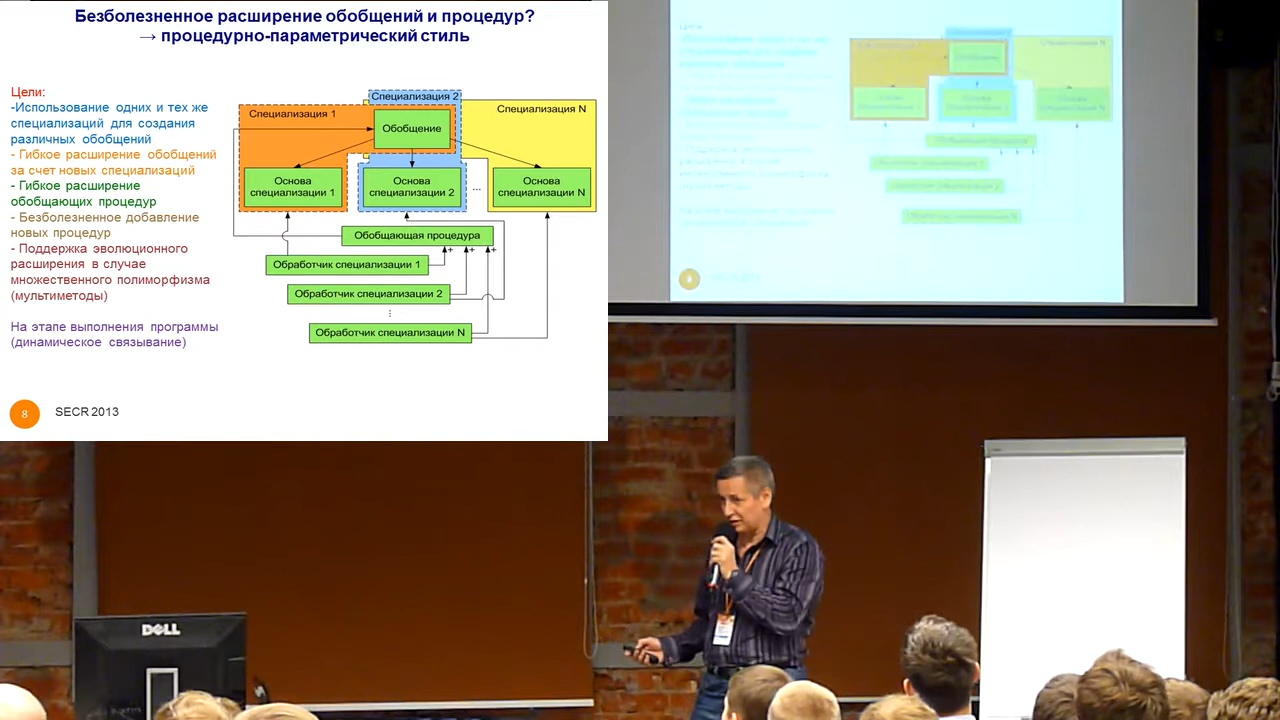 Безболезненное расширение обобщений и процедур?
→ процедурно-параметрический стиль
Цели:
-Использование одних и тех же
специализаций для создания
различных обобщений
- Гибкое расширение обобщений
за счет новых специализаций
- Гибкое расширение
обобщающих процедур
- Безболезненное добавление
новых процедур
- Поддержка эволюционного
расширения в случае
множественного полиморфизма
(мультиметоды)
На этапе выполнения программы
(динамическое связывание)
Специализация 2
Специализация 1
Специализация N
Обобщение
Основа
специализации 1
Основа
специализации 2
...
Основа
специализации N
Обобщающая процедура
+ + +
Обработчик специализации 1
Обработчик специализации 2
⋮
Обработчик специализации N
8
SECR 2013
DELL